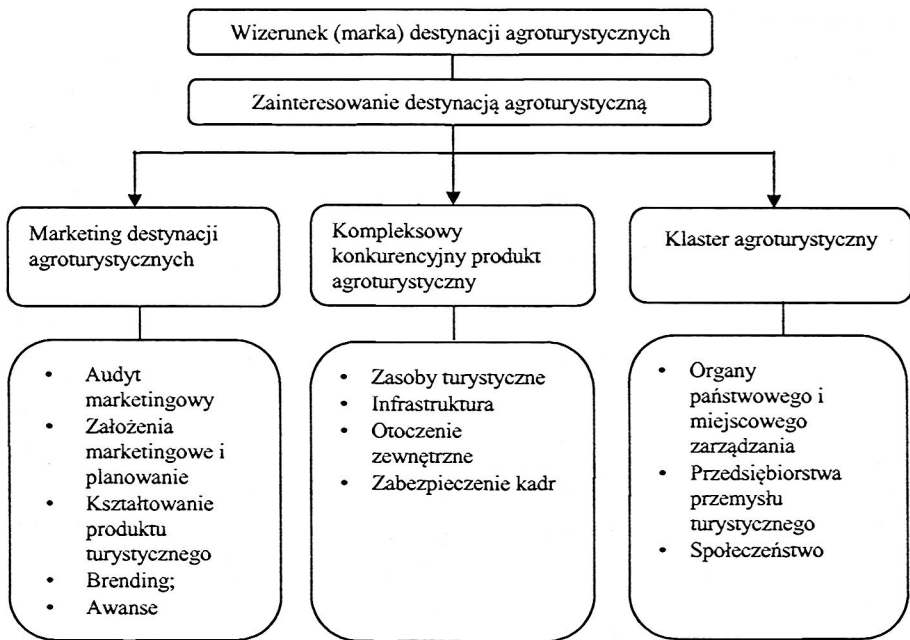 Wizerunek (marka) destynacji agroturystycznych
Zainteresowanie destynacją agroturystyczną
Marketing destynacji
agroturystycznych
Kompleksowy
konkurencyjny produkt
agroturystyczny
Klaster agroturystyczny
• Audyt
marketingowy
• Założenia
marketingowe i
planowanie
• Kształtowanie
produktu
turystycznego
• Brending;
• Awanse
• Zasoby turystyczne
• Infrastruktura
• Otoczenie
zewnętrzne
• Zabezpieczenie kadr
• Organy
państwowego i
miejscowego
zarządzania
• Przedsiębiorstwa
przemysłu
turystycznego
• Społeczeństwo